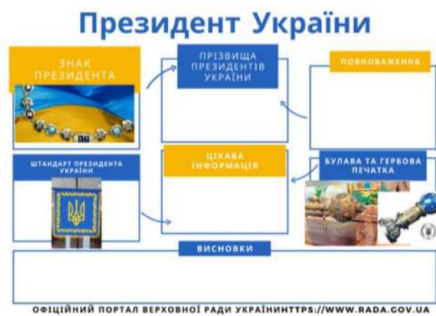 Президент України
ЗНАК
ПРЕЗИДЕНТА
ПРІЗВИЩА
ПРЕЗИДЕНТІВ
УКРАЇНИ
ПОВНОВАЖЕННЯ
ШТАНДАРТ ПРЕЗИДЕНТА
УКРАЇНИ
ЦІКАВА
ІНФОРМАЦІЯ
БУЛАВА ТА ГЕРБОВА
ПЕЧАТКА
ВИСНОВКИ
ОФІЦІЙНИЙ ПОРТАЛ ВЕРХОВНОЇ РАДИ УКРАЇНИHTTPS://WWW.RADA.GOV.UA